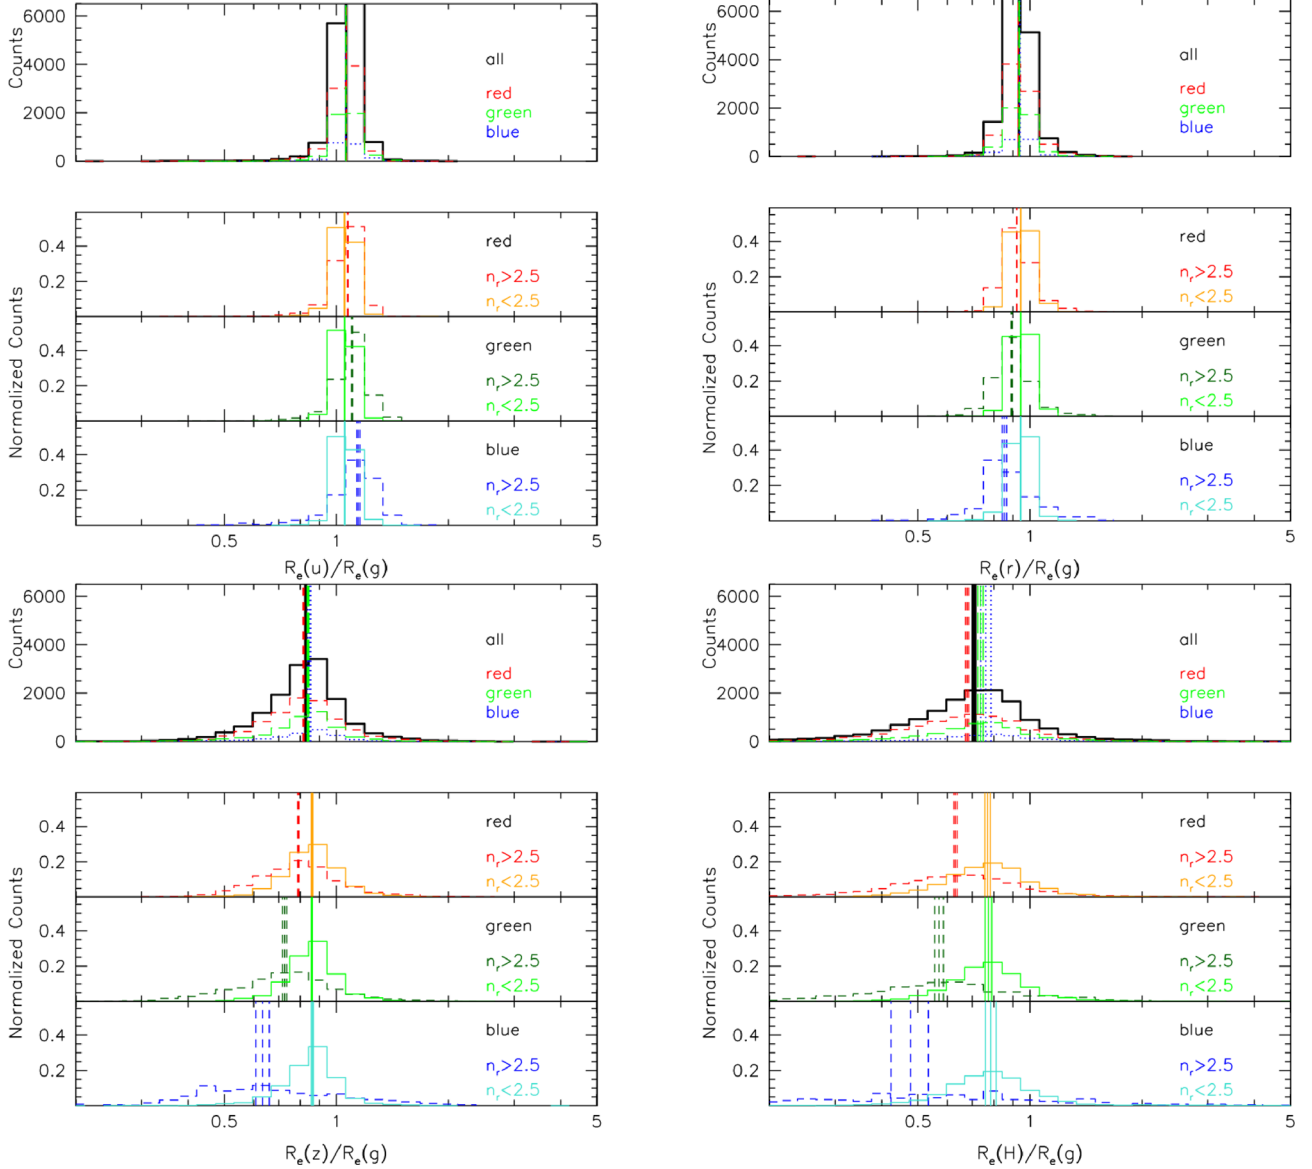 6000
4000
2000
0
Counts
all
red
green
blue
0.4
0.2
red
n_r>2.5
n_r<2.5
0.4
0.2
green
n_r>2.5
n_r<2.5
0.4
0.2
blue
n_r>2.5
n_r<2.5
Normalized Counts
0.5 1 5
R_e(u)/R_e(g)
6000
4000
2000
0
Counts
all
red
green
blue
0.4
0.2
red
n_r>2.5
n_r<2.5
0.4
0.2
green
n_r>2.5
n_r<2.5
0.4
0.2
blue
n_r>2.5
n_r<2.5
Normalized Counts
0.5 1 5
R_e(r)/R_e(g)
6000
4000
2000
0
Counts
all
red
green
blue
0.4
0.2
red
n_r>2.5
n_r<2.5
0.4
0.2
green
n_r>2.5
n_r<2.5
0.4
0.2
blue
n_r>2.5
n_r<2.5
Normalized Counts
0.5 1 5
R_e(z)/R_e(g)
6000
4000
2000
0
Counts
all
red
green
blue
0.4
0.2
red
n_r>2.5
n_r<2.5
0.4
0.2
green
n_r>2.5
n_r<2.5
0.4
0.2
blue
n_r>2.5
n_r<2.5
Normalized Counts
0.5 1 5
R_e(H)/R_e(g)